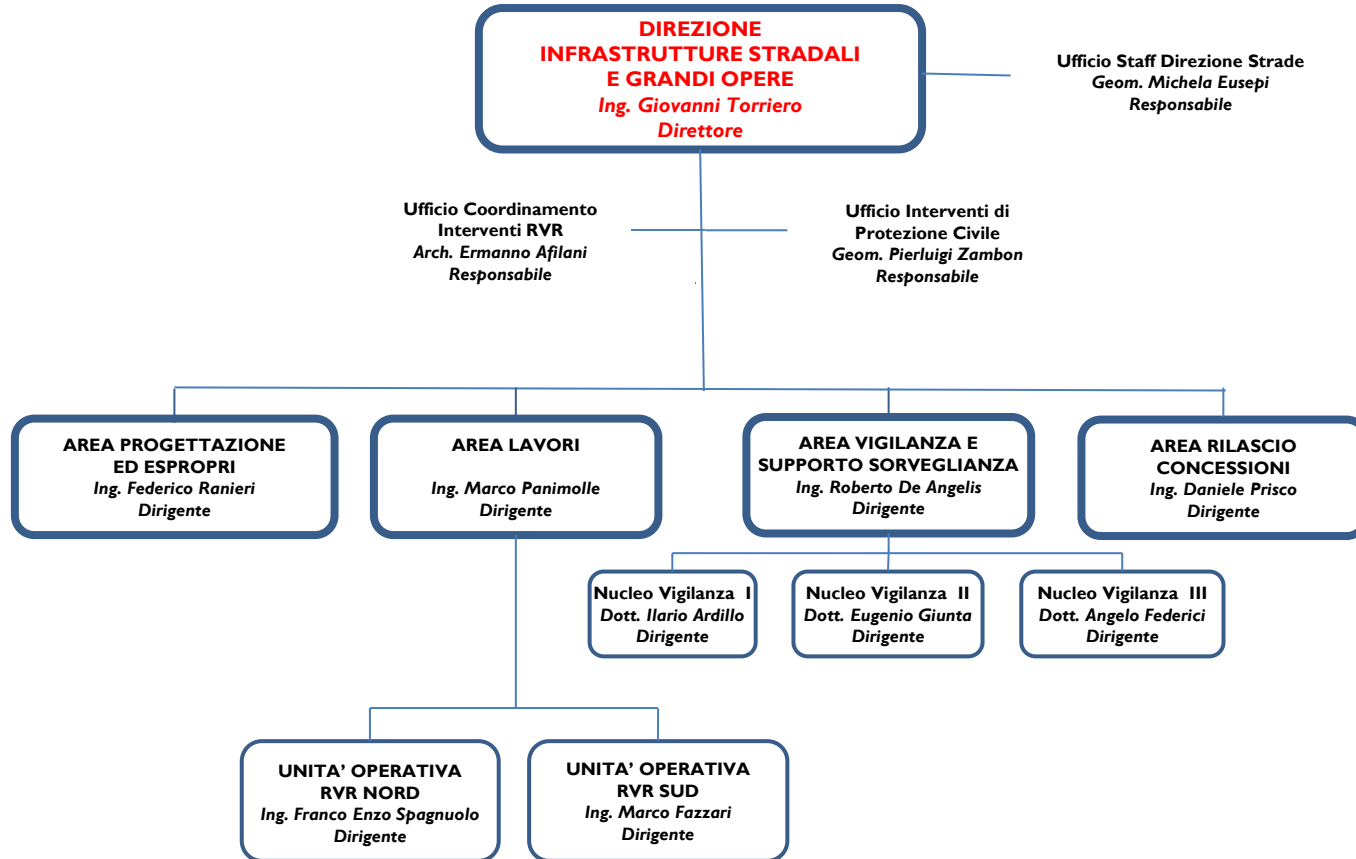 DIREZIONE
INFRASTRUTTURE STRADALI
E GRANDI OPERE
Ing. Giovanni Torriero
Direttore
Ufficio Staff Direzione Strade
Geom. Michela Eusepi
Responsabile
Ufficio Coordinamento
Interventi RVR
Arch. Ermanno Afilani
Responsabile
Ufficio Interventi di
Protezione Civile
Geom. Pierluigi Zambon
Responsabile
AREA PROGETTAZIONE
ED ESPROPRI
Ing. Federico Ranieri
Dirigente
AREA LAVORI
Ing. Marco Panimolle
Dirigente
AREA VIGILANZA E
SUPPORTO SORVEGLIANZA
Ing. Roberto De Angelis
Dirigente
AREA RILASCIO
CONCESSIONI
Ing. Daniele Prisco
Dirigente
Nucleo Vigilanza I
Dott. Ilario Ardillo
Dirigente
Nucleo Vigilanza II
Dott. Eugenio Giunta
Dirigente
Nucleo Vigilanza III
Dott. Angelo Federici
Dirigente
UNITA’ OPERATIVA
RVR NORD
Ing. Franco Enzo Spagnuolo
Dirigente
UNITA’ OPERATIVA
RVR SUD
Ing. Marco Fazzari
Dirigente